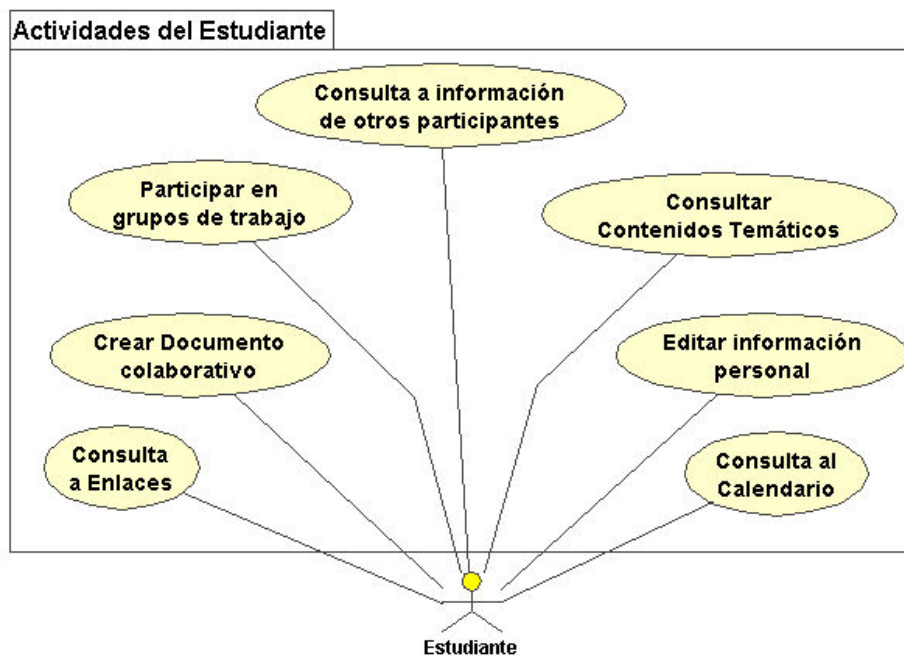 Actividades del Estudiante
Consulta a información
de otros participantes
Participar en
grupos de trabajo
Consultar
Contenidos Temáticos
Crear Documento
colaborativo
Editar información
personal
Consulta
a Enlaces
Consulta al
Calendario
Estudiante